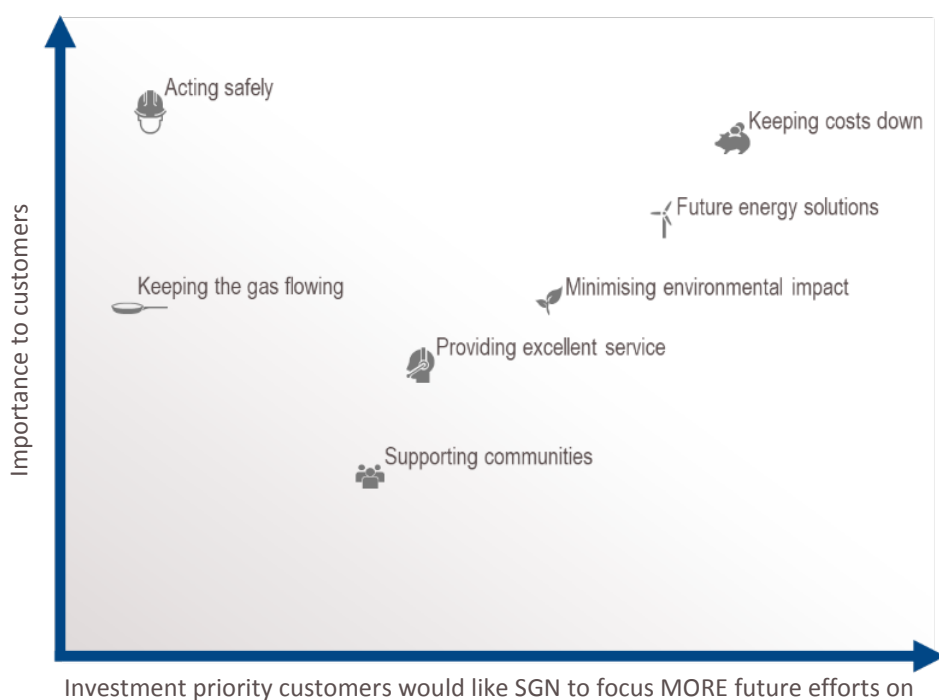 Acting safely
Keeping costs down
Future energy solutions
Keeping the gas flowing
Minimising environmental impact
Providing excellent service
Supporting communities
Importance to customers
Investment priority customers would like SGN to focus MORE future efforts on